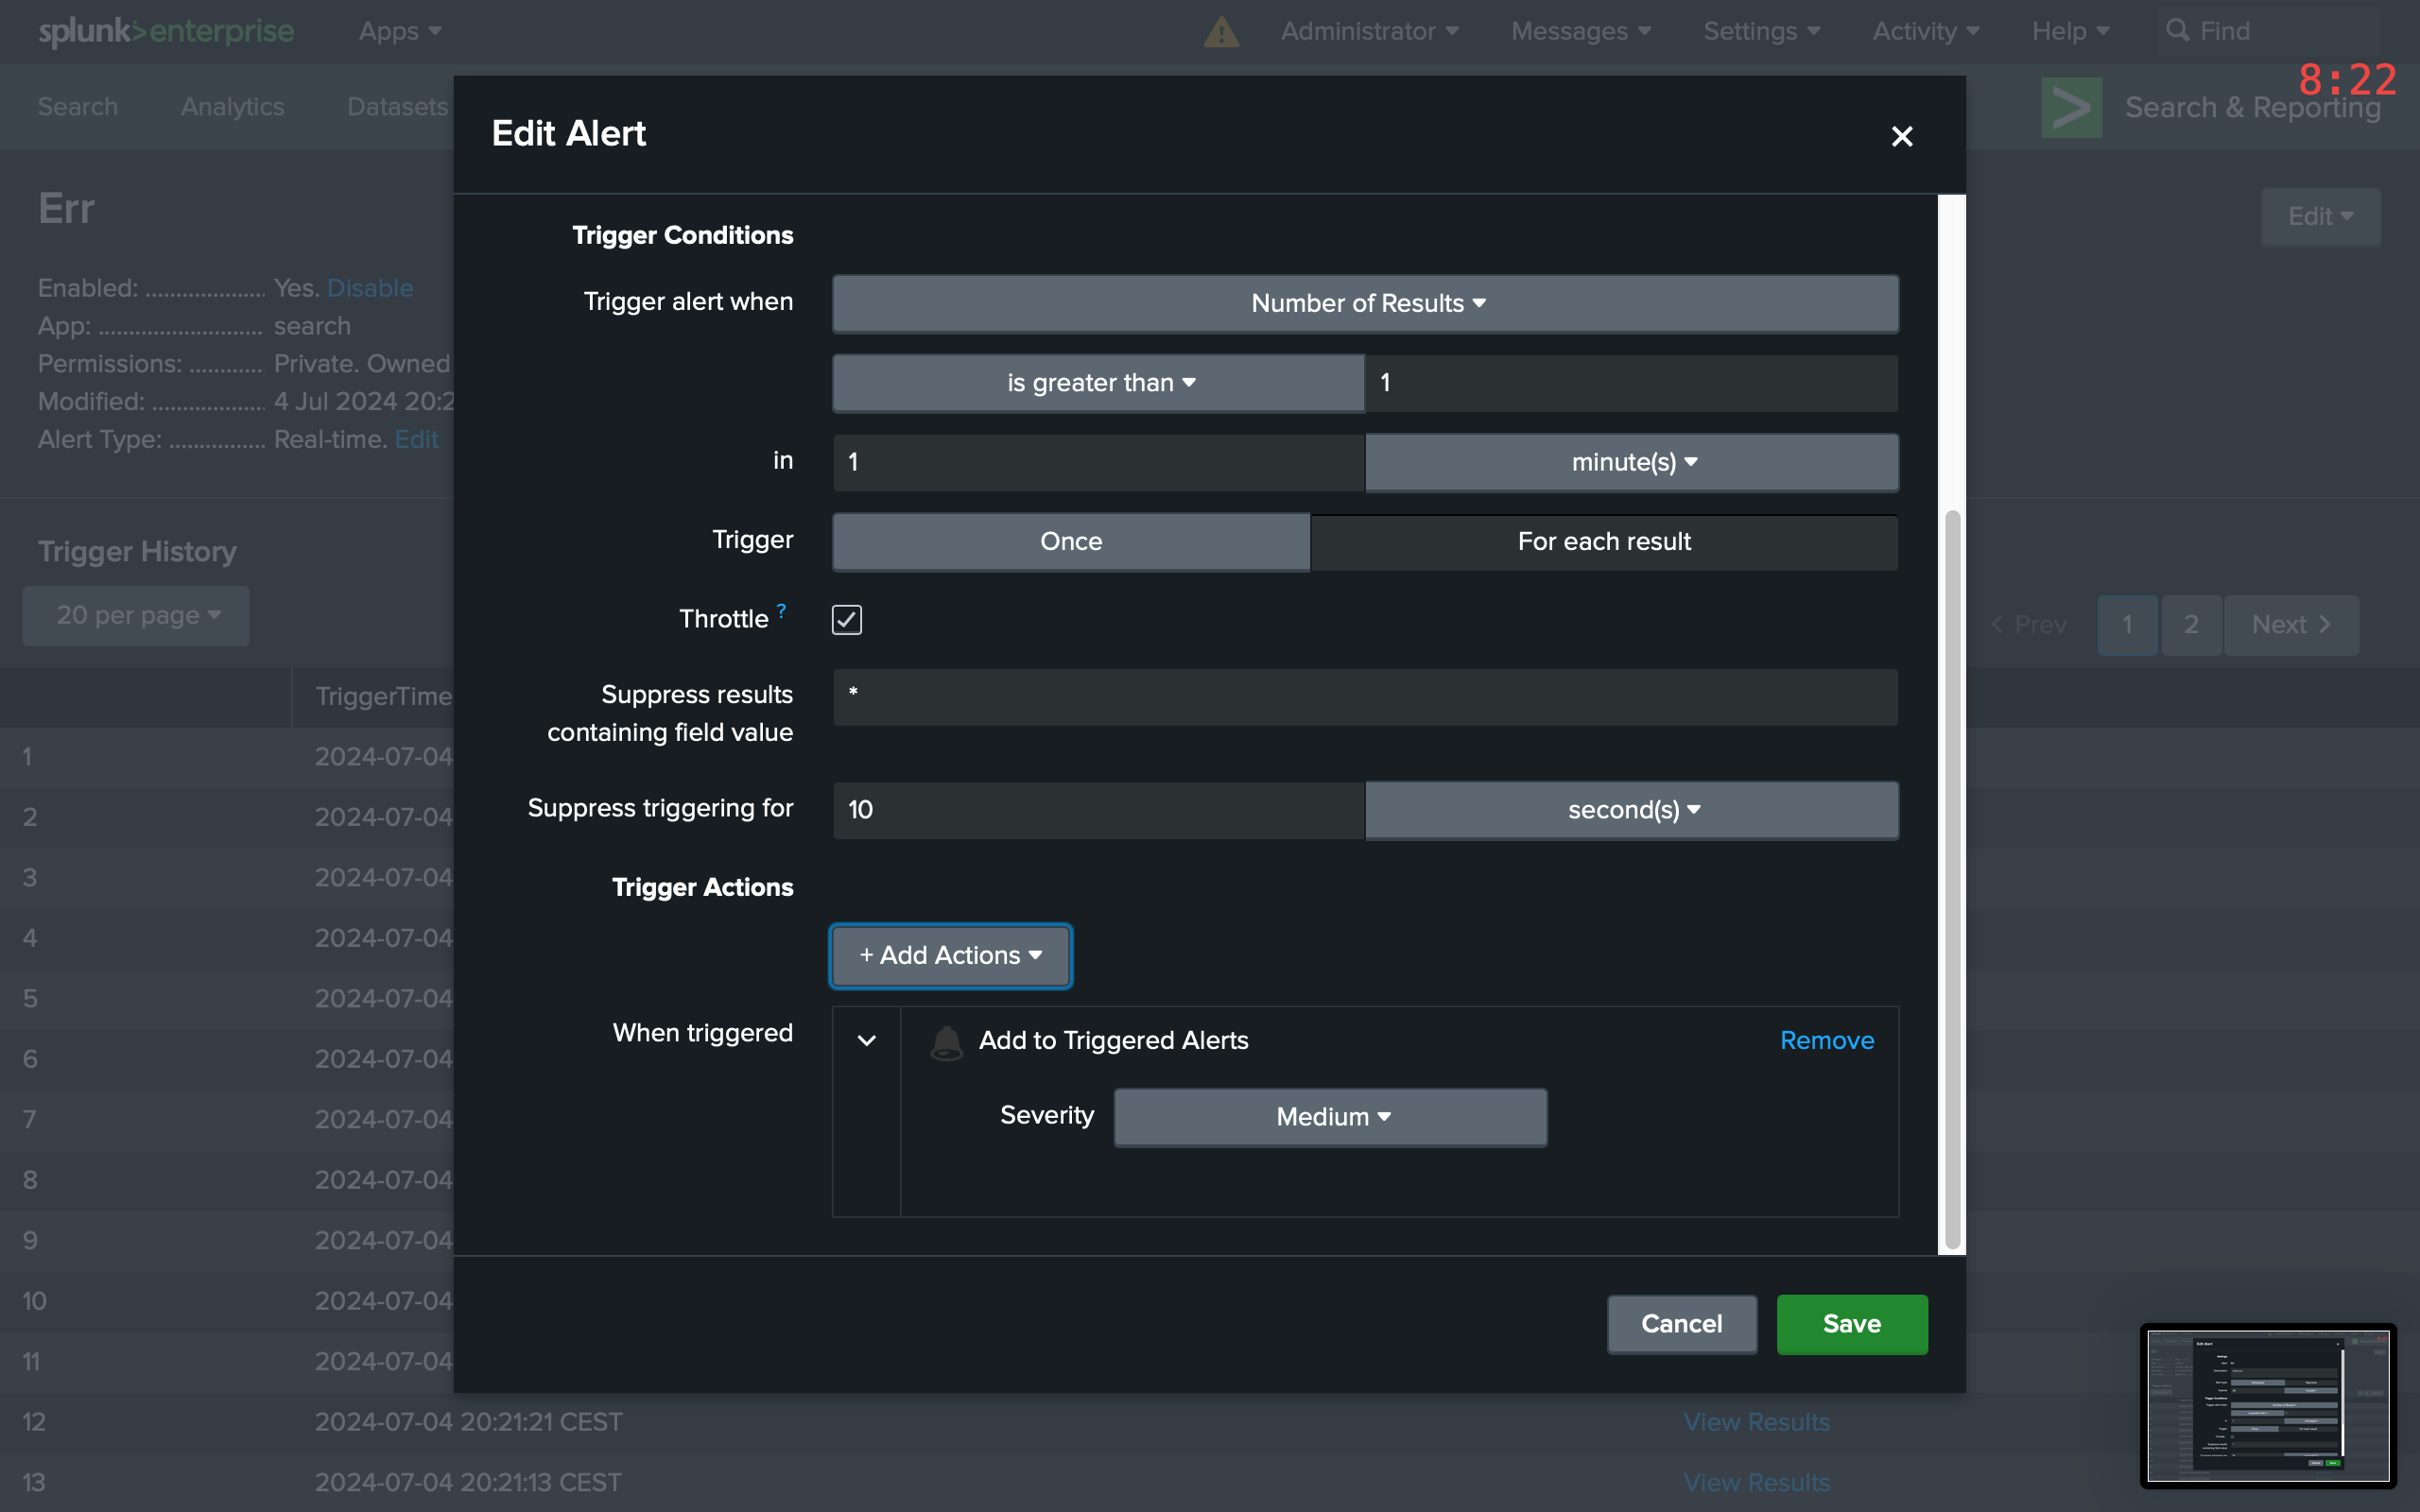 splunk>enterprise Apps Administrator Messages Settings Activity Help Find
8:22
Search Analytics Datasets Search & Reporting
Edit Alert
Err Edit
Trigger Conditions
Enabled: .................... Yes. Disable
Trigger alert when Number of Results
App: ........................... search
Permissions: ............. Private. Owned
is greater than 1
Modified: ................... 4 Jul 2024 20:2
Alert Type: ................ Real-time. Edit
in 1 minute(s)
Trigger History
Trigger Once For each result
20 per page
Throttle ? 
< Prev 1 2 Next >
Suppress results
containing field value
*
TriggerTime
1 2024-07-04
Suppress triggering for 10 second(s)
2 2024-07-04
3 2024-07-04
Trigger Actions
4 2024-07-04
+ Add Actions
5 2024-07-04
When triggered Add to Triggered Alerts Remove
6 2024-07-04
Severity Medium
7 2024-07-04
8 2024-07-04
9 2024-07-04
10 2024-07-04
Cancel Save
11 2024-07-04
12 2024-07-04 20:21:21 CEST View Results
13 2024-07-04 20:21:13 CEST View Results